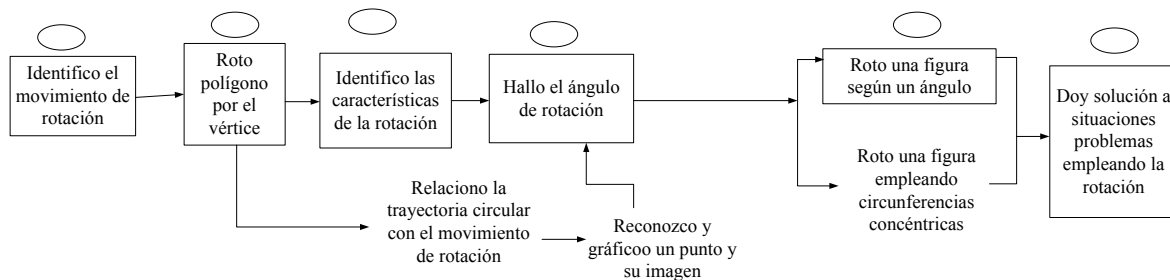 Identifico el
movimiento de
rotación
Roto
polígono
por el
vértice
Identifico las
características
de la rotación
Hallo el ángulo
de rotación
Roto una figura
según un ángulo
Doy solución a
situaciones
problemas
empleando la
rotación
Roto una figura
empleando
circunferencias
concéntricas
Relaciono la
trayectoria circular
con el movimiento
de rotación
Reconozco y
gráficoo un punto y
su imagen